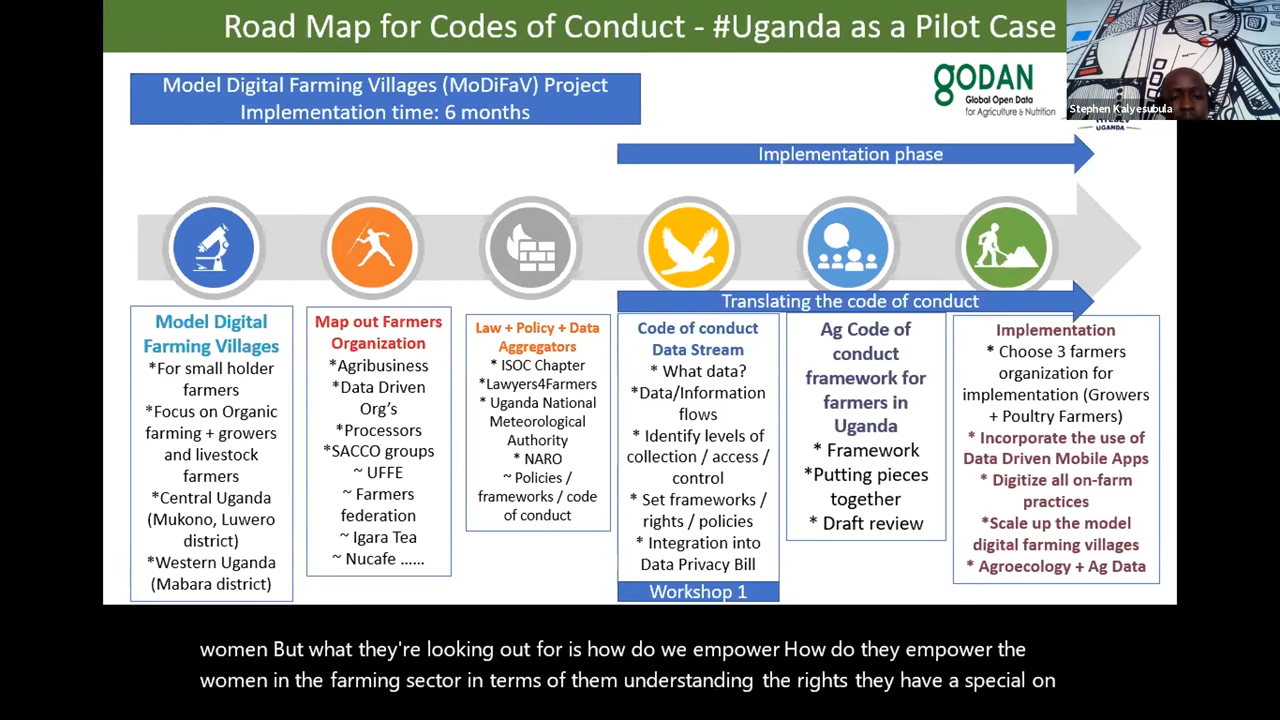 Road Map for Codes of Conduct - #Uganda as a Pilot Case
Model Digital Farming Villages (MoDiFaV) Project
Implementation time: 6 months
GODAN
Global Open Data
for Agriculture & Nutrition
Stephen Kalyesubula
UGANDA
Implementation phase
Translating the code of conduct
Model Digital
Farming Villages
*For small holder
farmers
*Focus on Organic
farming + growers
and livestock
farmers
*Central Uganda
(Mukono, Luwero
district)
*Western Uganda
(Mabara district)
Map out Farmers
Organization
*Agribusiness
*Data Driven
Org’s
*Processors
*SACCO groups
~ UFFE
~ Farmers
federation
~ Igara Tea
~ Nucafe ......
Law + Policy + Data
Aggregators
* ISOC Chapter
*Lawyers4Farmers
* Uganda National
Meteorological
Authority
* NARO
~ Policies /
frameworks / code
of conduct
Code of conduct
Data Stream
* What data?
*Data/Information
flows
* Identify levels of
collection / access /
control
* Set frameworks /
rights / policies
* Integration into
Data Privacy Bill
Workshop 1
Ag Code of
conduct
framework for
farmers in
Uganda
* Framework
*Putting pieces
together
* Draft review
Implementation
* Choose 3 farmers
organization for
implementation (Growers
+ Poultry Farmers)
* Incorporate the use of
Data Driven Mobile Apps
* Digitize all on-farm
practices
*Scale up the model
digital farming villages
* Agroecology + Ag Data
women But what they're looking out for is how do we empower How do they empower the
women in the farming sector in terms of them understanding the rights they have a special on